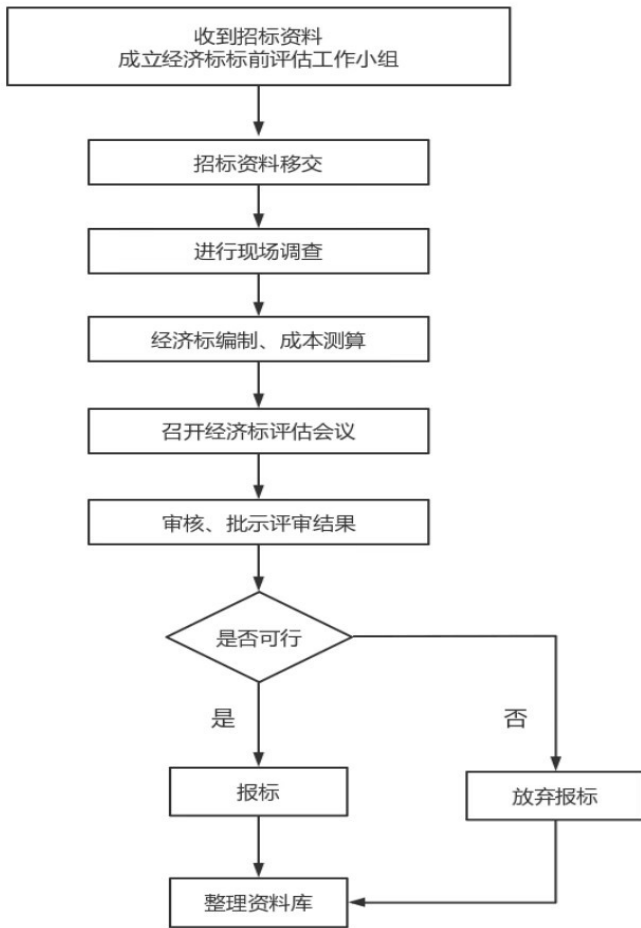 收到招标资料
成立经济标标前评估工作小组
招标资料移交
进行现场调查
经济标编制、成本测算
召开经济标评估会议
审核、批示评审结果
是否可行
是
否
报标
放弃报标
整理资料库